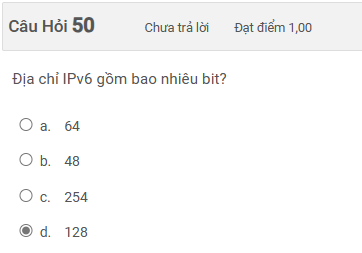 Câu Hỏi 50 Chưa trả lời Đạt điểm 1,00
Địa chỉ IPv6 gồm bao nhiêu bit?
a. 64
b. 48
c. 254
d. 128